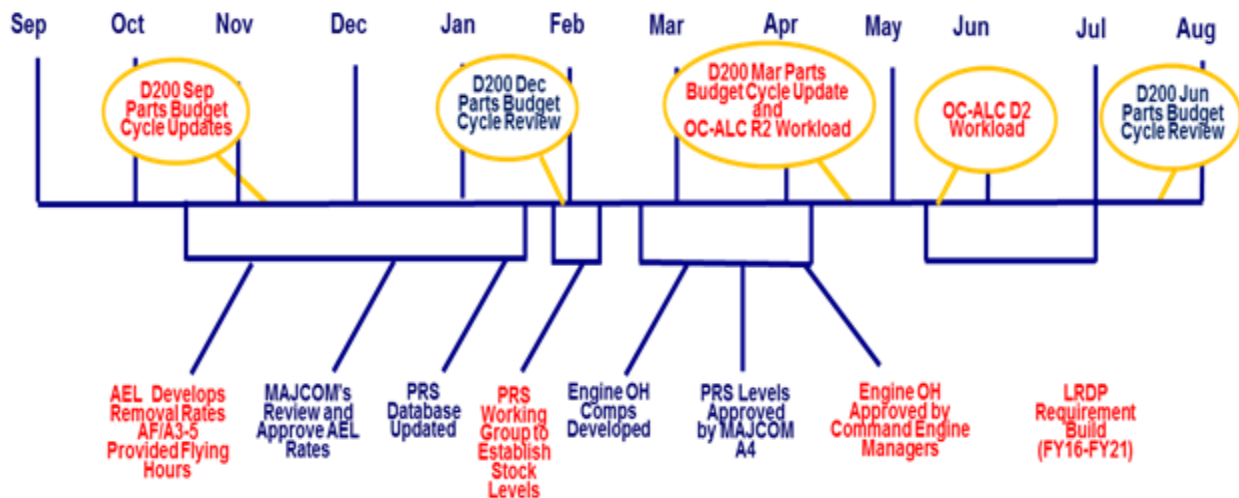 Sep Oct Nov Dec Jan Feb Mar Apr May Jun Jul Aug
D200 Sep
Parts Budget
Cycle Updates
D200 Dec
Parts Budget
Cycle Review
D200 Mar Parts
Budget Cycle Update
and
OC-ALC R2 Workload
OC-ALC D2
Workload
D200 Jun
Parts Budget
Cycle Review
AEL Develops
Removal Rates
AF/A3-5
Provided Flying
Hours
MAJCOM's
Review and
Approve AEL
Rates
PRS
Database
Updated
PRS
Working
Group to
Establish
Stock
Levels
Engine OH
Comps
Developed
PRS Levels
Approved
by MAJCOM
A4
Engine OH
Approved by
Command Engine
Managers
LRDP
Requirement
Build
(FY16-FY21)